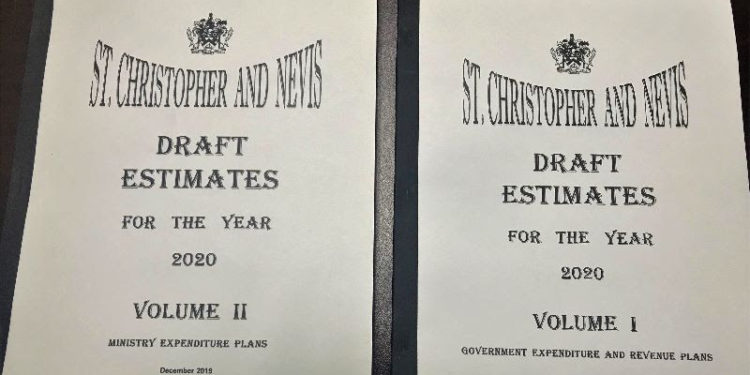 ST. CHRISTOPHER AND NEVIS
DRAFT
ESTIMATES
FOR THE YEAR
2020
VOLUME II
MINISTRY EXPENDITURE PLANS
December 2019
ST. CHRISTOPHER AND NEVIS
DRAFT
ESTIMATES
FOR THE YEAR
2020
VOLUME I
GOVERNMENT EXPENDITURE AND REVENUE PLANS